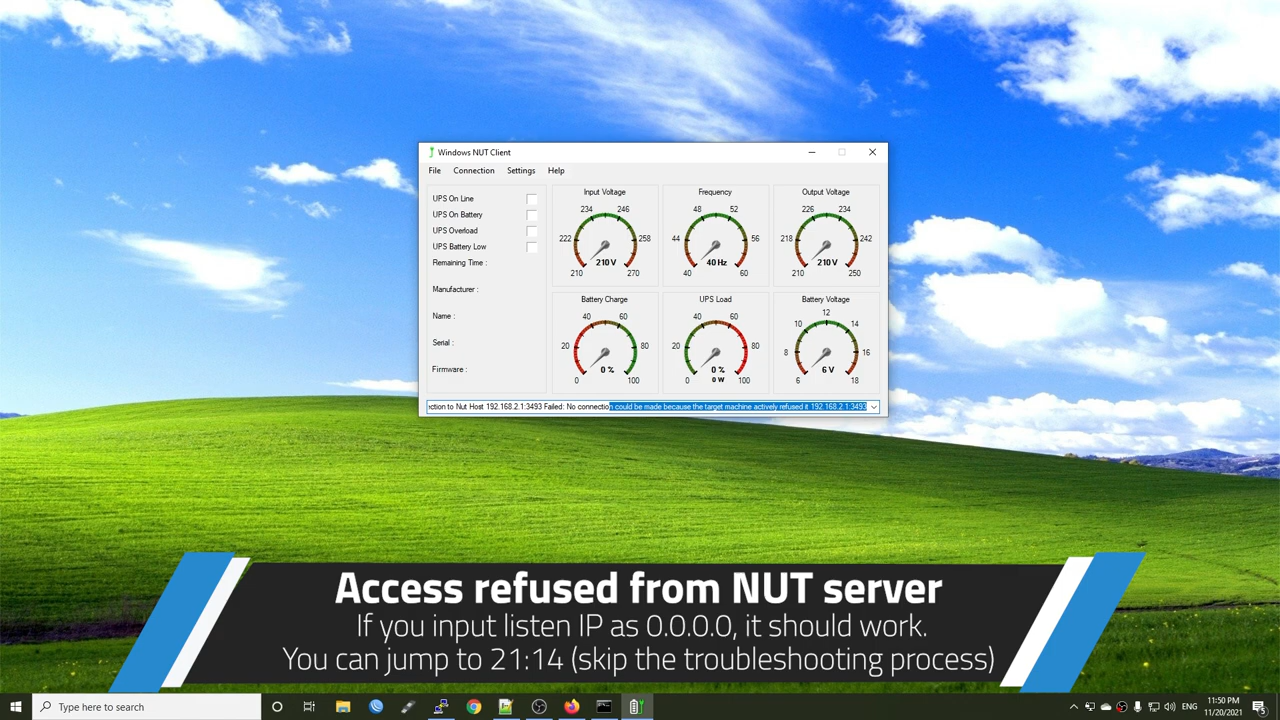 Windows NUT Client
File Connection Settings Help
UPS On Line
UPS On Battery
UPS Overload
UPS Battery Low
Remaining Time :
Manufacturer :
Name :
Serial :
Firmware :
Input Voltage
234 246
222 258
210 V
210 270
Frequency
48 52
44 56
40 Hz
40 60
Output Voltage
226 234
218 242
210 V
210 250
Battery Charge
40 60
20 80
0 %
0 100
UPS Load
40 60
20 80
0 %
0 W
0 100
Battery Voltage
12
10 14
8 16
6 V
6 18
ction to Nut Host 192.168.2.1:3493 Failed: No connection could be made because the target machine actively refused it 192.168.2.1:3493
Access refused from NUT server
If you input listen IP as 0.0.0.0, it should work.
You can jump to 21:14 (skip the troubleshooting process)
Type here to search
ENG
11:50 PM
11/20/2021
5